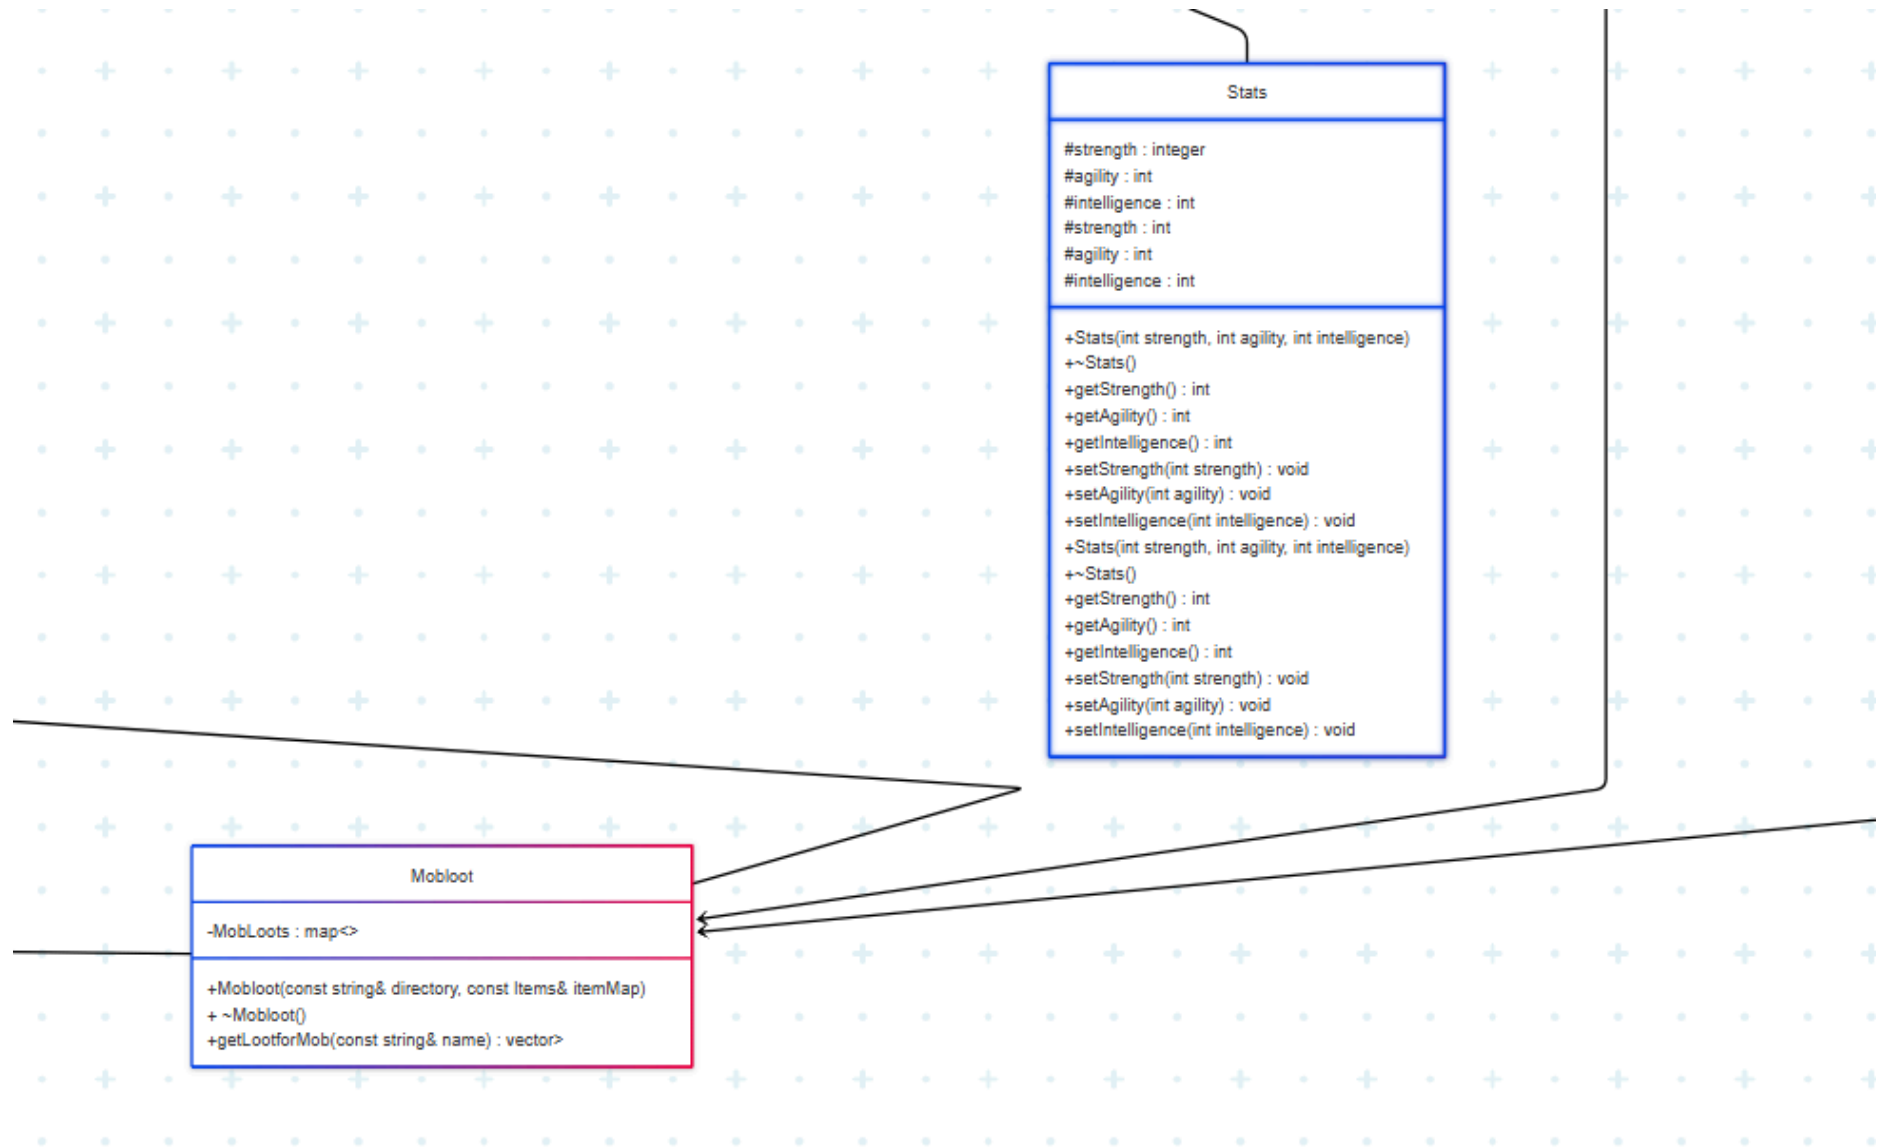 Stats
#strength : integer
#agility : int
#intelligence : int
#strength : int
#agility : int
#intelligence : int
+Stats(int strength, int agility, int intelligence)
+~Stats()
+getStrength() : int
+getAgility() : int
+getIntelligence() : int
+setStrength(int strength) : void
+setAgility(int agility) : void
+setIntelligence(int intelligence) : void
+Stats(int strength, int agility, int intelligence)
+~Stats()
+getStrength() : int
+getAgility() : int
+getIntelligence() : int
+setStrength(int strength) : void
+setAgility(int agility) : void
+setIntelligence(int intelligence) : void
Mobloot
-MobLoots : map<>
+Mobloot(const string& directory, const Items& itemMap)
+ ~Mobloot()
+getLootforMob(const string& name) : vector>